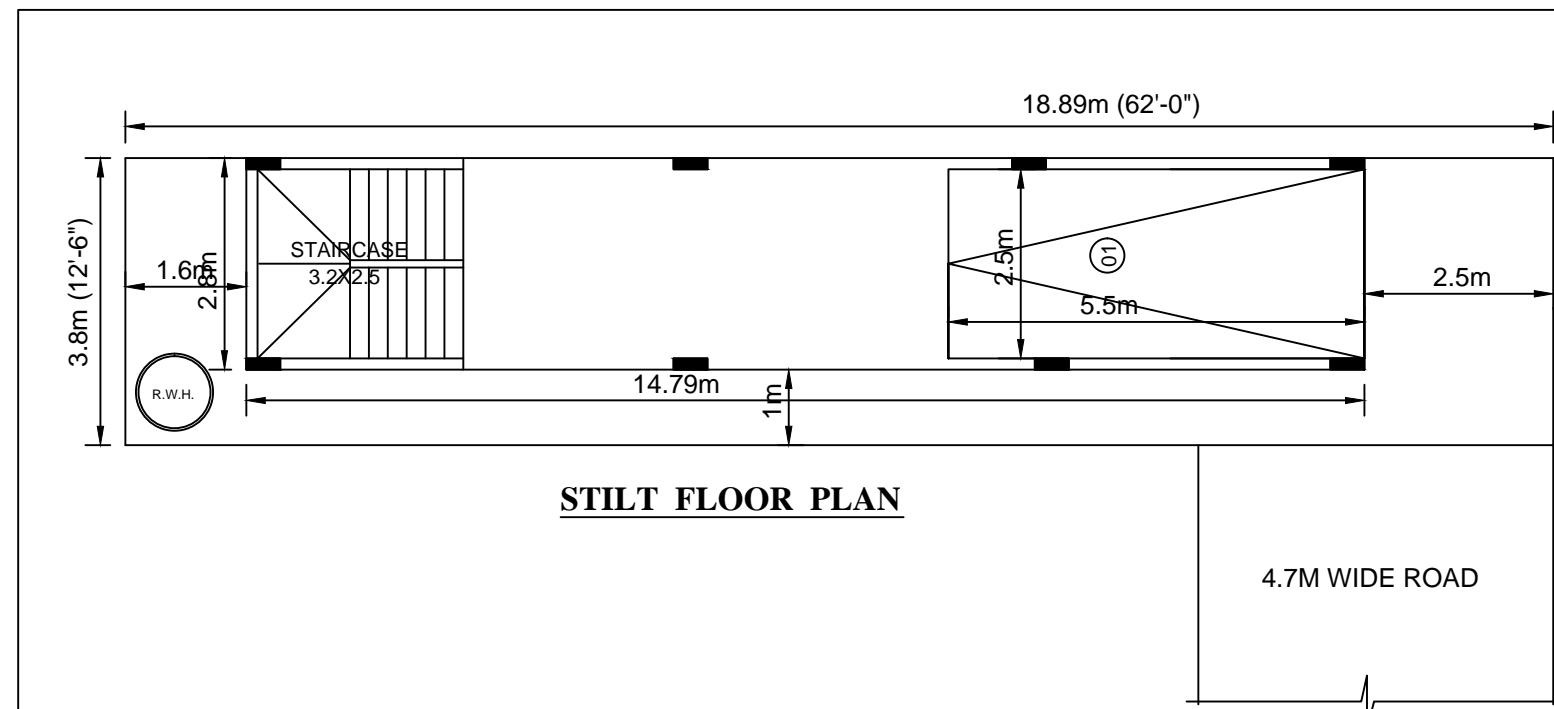 18.89m (62'-0")
3.8m (12'-6")
1.6m
2.8m
STAIRCASE
3.2X2.5
2.5m
01
5.5m
2.5m
R.W.H.
14.79m
1m
STILT FLOOR PLAN
4.7M WIDE ROAD